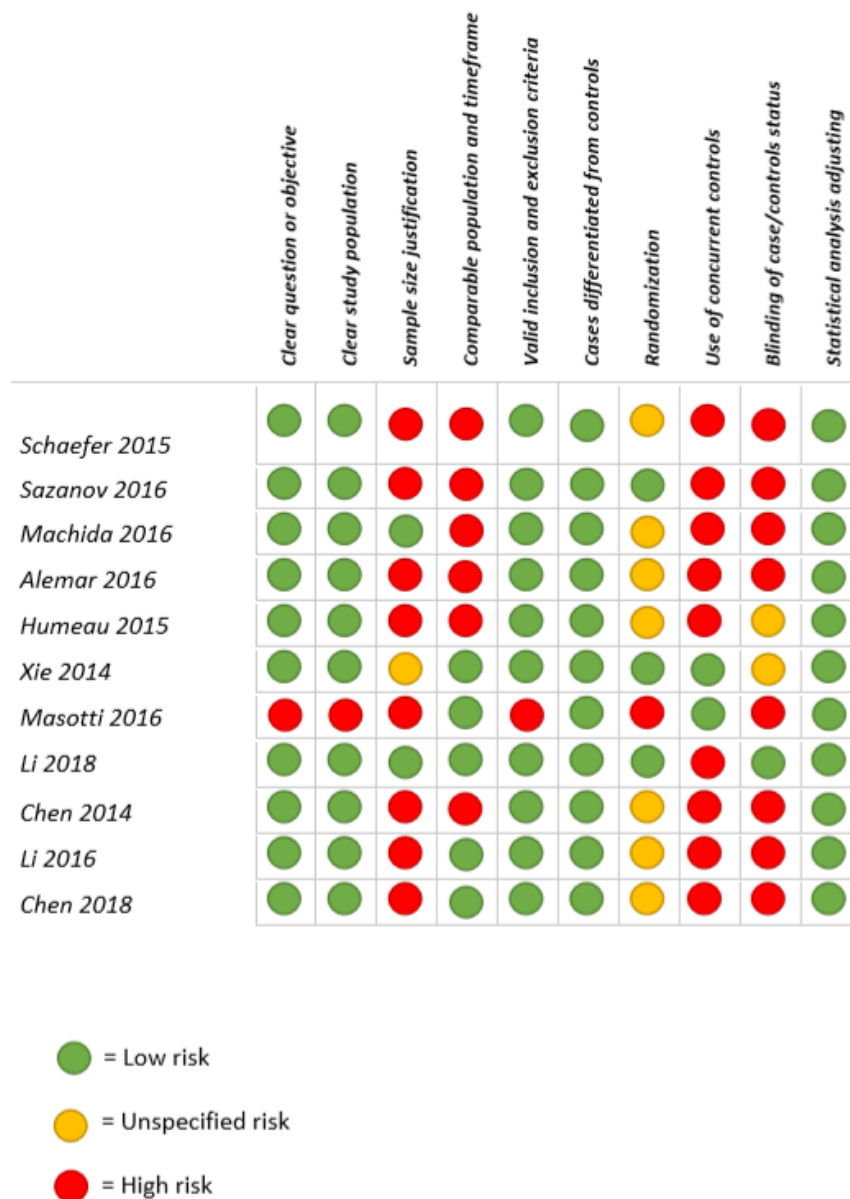 Clear question or objective
Clear study population
Sample size justification
Comparable population and timeframe
Valid inclusion and exclusion criteria
Cases differentiated from controls
Randomization
Use of concurrent controls
Blinding of case/controls status
Statistical analysis adjusting
Schaefer 2015
Sazanov 2016
Machida 2016
Alemar 2016
Humeau 2015
Xie 2014
Masotti 2016
Li 2018
Chen 2014
Li 2016
Chen 2018
= Low risk
= Unspecified risk
= High risk